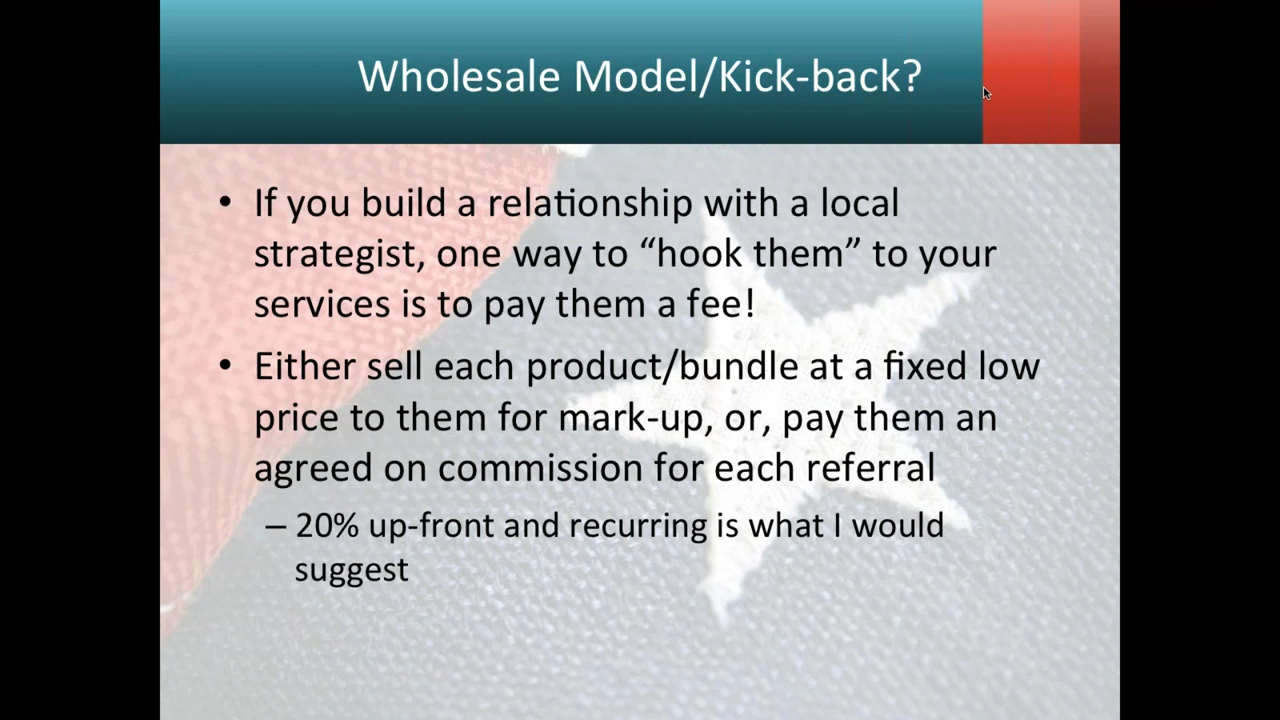 Wholesale Model/Kick-back?
• If you build a relationship with a local
strategist, one way to “hook them” to your
services is to pay them a fee!
• Either sell each product/bundle at a fixed low
price to them for mark-up, or, pay them an
agreed on commission for each referral
– 20% up-front and recurring is what I would
suggest